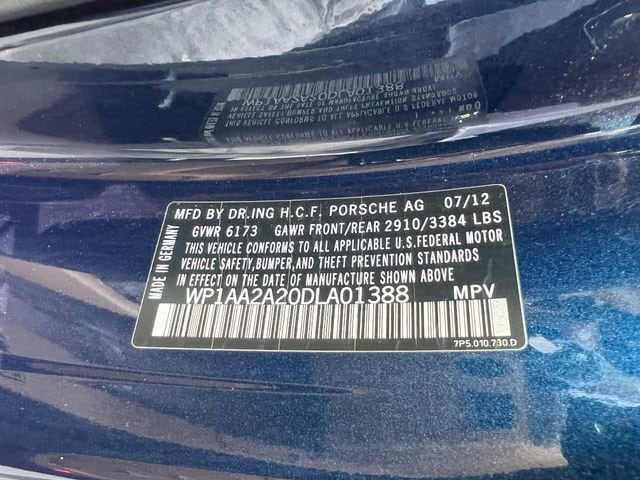 MFD BY DR.ING H.C.F. PORSCHE AG 07/12
GVWR 6173 GAWR FRONT/REAR 2910/3384 LBS
THIS VEHICLE CONFORMS TO ALL APPLICABLE U.S.FEDERAL MOTOR
VEHICLE SAFETY,BUMPER,AND THEFT PREVENTION STANDARDS
IN EFFECT ON THE DATE OF MANUFACTURE SHOWN ABOVE
WP1AA2A20DLA01388 MPV
MADE IN GERMANY
7P5.010.730.D